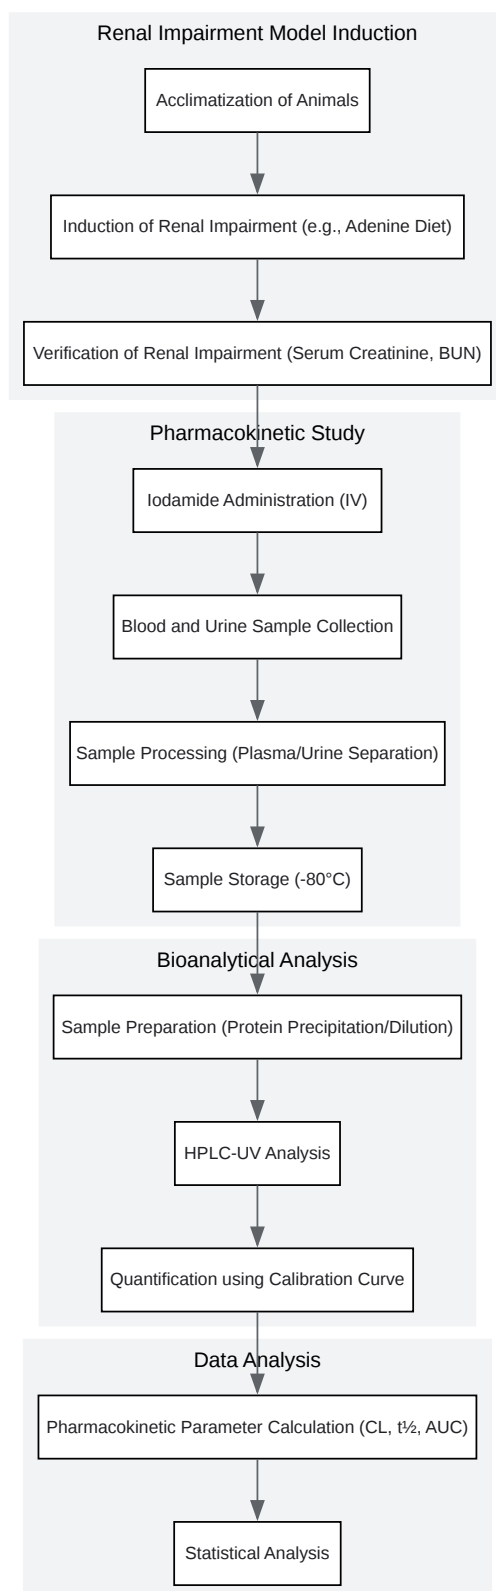 Renal Impairment Model Induction
Acclimatization of Animals
Induction of Renal Impairment (e.g., Adenine Diet)
Verification of Renal Impairment (Serum Creatinine, BUN)
Pharmacokinetic Study
Iodamide Administration (IV)
Blood and Urine Sample Collection
Sample Processing (Plasma/Urine Separation)
Sample Storage (-80°C)
Bioanalytical Analysis
Sample Preparation (Protein Precipitation/Dilution)
HPLC-UV Analysis
Quantification using Calibration Curve
Data Analysis
Pharmacokinetic Parameter Calculation (CL, t½, AUC)
Statistical Analysis